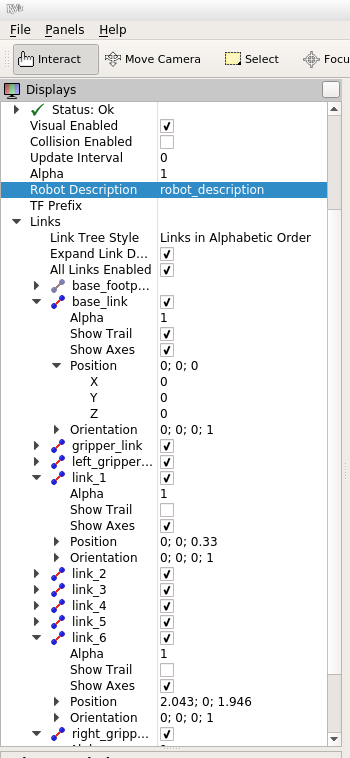 File Panels Help
Interact Move Camera Select Focu
Displays
Status: Ok
Visual Enabled
Collision Enabled
Update Interval 0
Alpha 1
Robot Description robot_description
TF Prefix
Links
Link Tree Style Links in Alphabetic Order
Expand Link D...
All Links Enabled
base_footp...
base_link
Alpha 1
Show Trail
Show Axes
Position 0; 0; 0
X 0
Y 0
Z 0
Orientation 0; 0; 0; 1
gripper_link
left_gripper...
link_1
Alpha 1
Show Trail
Show Axes
Position 0; 0; 0.33
Orientation 0; 0; 0; 1
link_2
link_3
link_4
link_5
link_6
Alpha 1
Show Trail
Show Axes
Position 2.043; 0; 1.946
Orientation 0; 0; 0; 1
right_gripp...